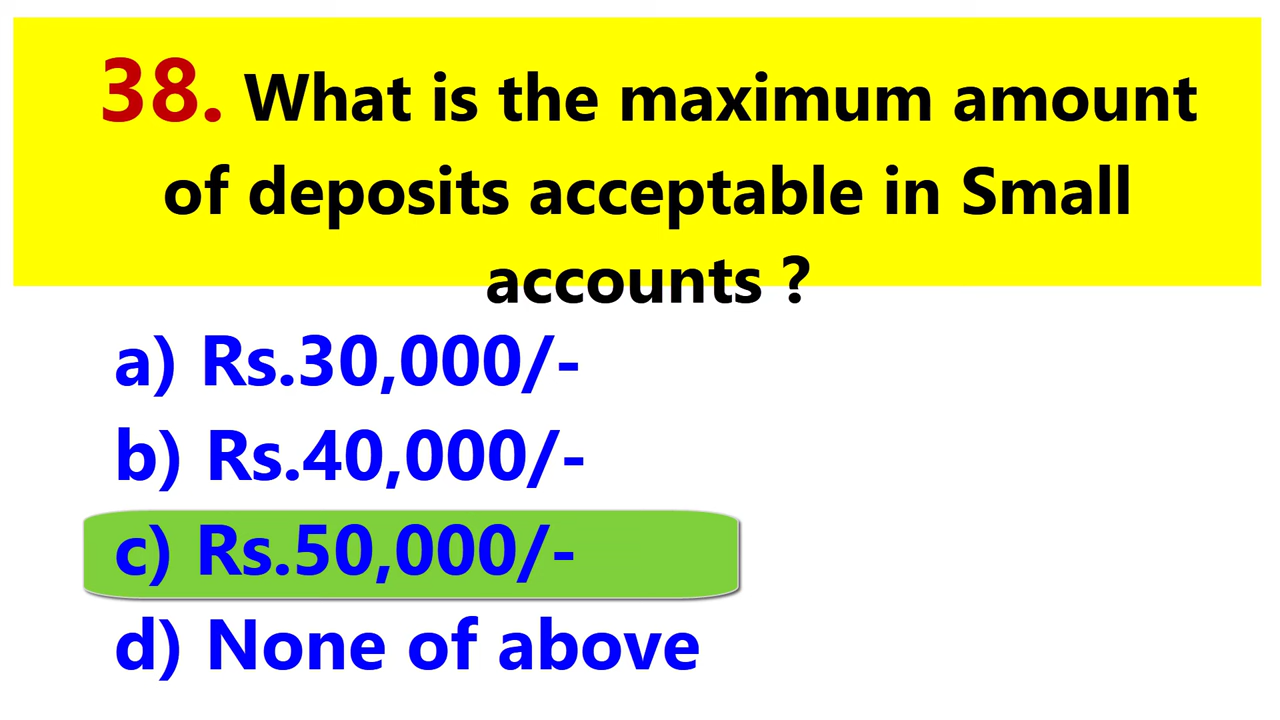 38. What is the maximum amount
of deposits acceptable in Small
accounts ?
a) Rs.30,000/-
b) Rs.40,000/-
c) Rs.50,000/-
d) None of above